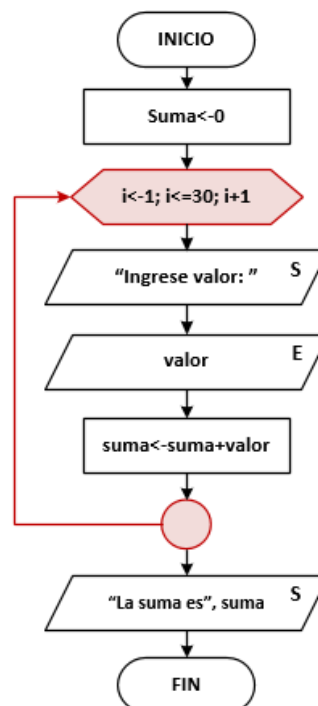 INICIO
Suma<-0
i<-1; i<=30; i+1
“Ingrese valor: ” S
valor E
suma<-suma+valor
“La suma es”, suma S
FIN